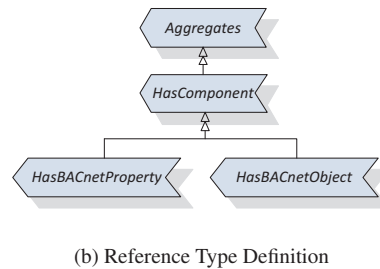 Aggregates
HasComponent
HasBACnetProperty
HasBACnetObject
(b) Reference Type Definition